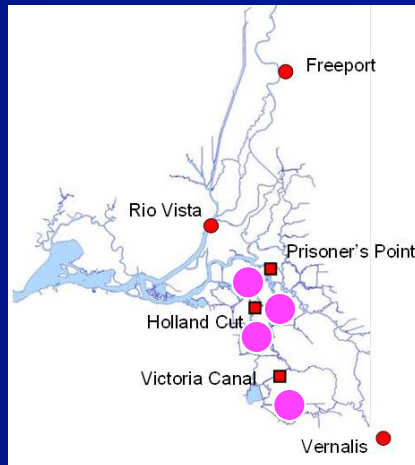 Freeport
Rio Vista
Prisoner's Point
Holland Cut
Victoria Canal
Vernalis